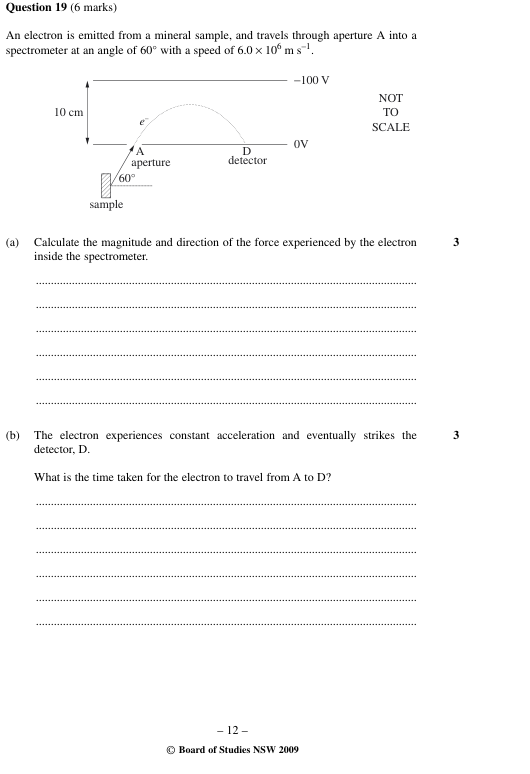 Question 19 (6 marks)
An electron is emitted from a mineral sample, and travels through aperture A into a
spectrometer at an angle of 60° with a speed of 6.0 × 10⁶ m s⁻¹.
−100 V
10 cm
e⁻
NOT
TO
SCALE
A
aperture
D
detector
0V
60°
sample
(a) Calculate the magnitude and direction of the force experienced by the electron 3
inside the spectrometer.
(b) The electron experiences constant acceleration and eventually strikes the 3
detector, D.
What is the time taken for the electron to travel from A to D?
– 12 –
© Board of Studies NSW 2009